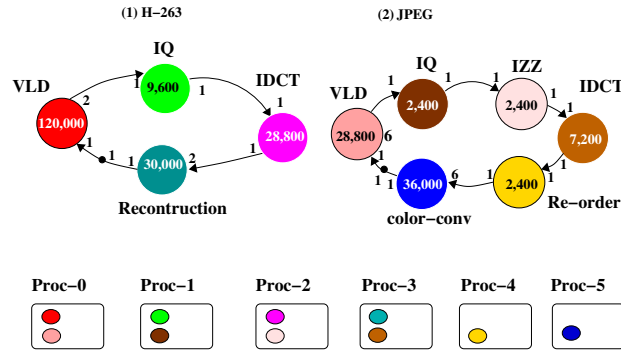 (1) H-263
(2) JPEG
IQ
IQ
IZZ
VLD
IDCT
VLD
IDCT
2
1
9,600
1
1
1
2,400
1
1
2,400
1
120,000
1
1
1
30,000
2
1
28,800
28,800
6
1
1
1
36,000
6
1
2,400
1
1
7,200
Recontruction
color-conv
Re-order
Proc-0
Proc-1
Proc-2
Proc-3
Proc-4
Proc-5